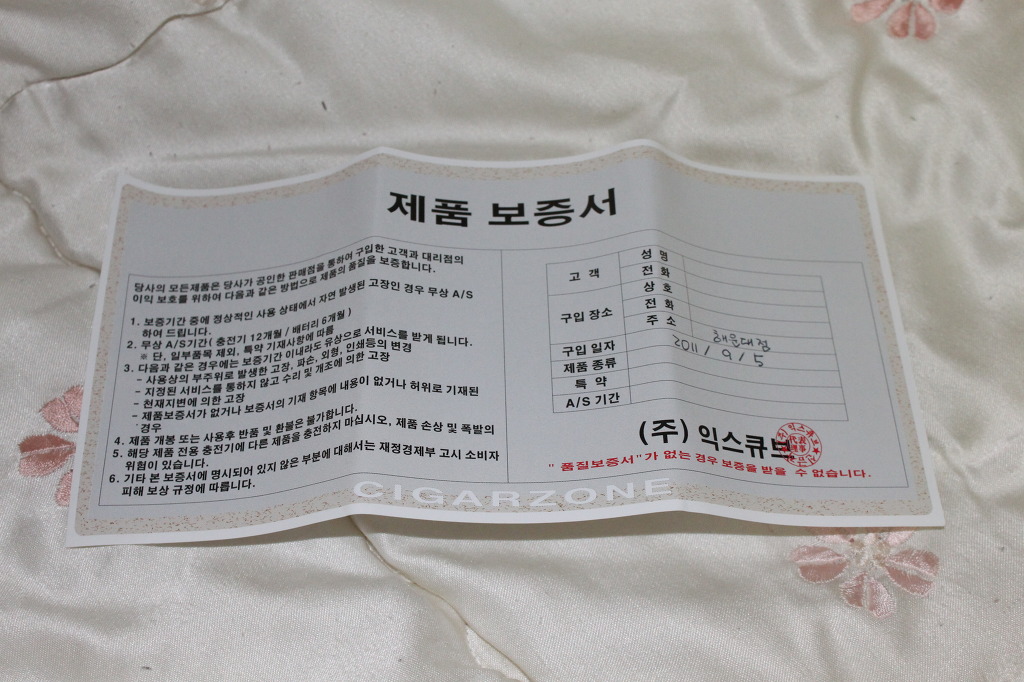 제품 보증서
당사의 모든제품은 당사가 공인한 판매점을 통하여 구입한 고객과 대리점의
이익 보호를 위하여 다음과 같은 방법으로 제품의 품질을 보증합니다.
1. 보증기간 중에 정상적인 사용 상태에서 자연 발생된 고장인 경우 무상 A/S
하여 드립니다.
2. 무상 A/S기간( 충전기 12개월 / 배터리 6개월 )
※ 단, 일부품목 제외, 특약 기재사항에 따름
3. 다음과 같은 경우에는 보증기간 이내라도 유상으로 서비스를 받게 됩니다.
- 사용상의 부주위로 발생한 고장, 파손, 외형, 인쇄등의 변경
- 지정된 서비스를 통하지 않고 수리 및 개조에 의한 고장
- 천재지변에 의한 고장
- 제품보증서가 없거나 보증서의 기재 항목에 내용이 없거나 허위로 기재된
경우
4. 제품 개봉 또는 사용후 반품 및 환불은 불가합니다.
5. 해당 제품 전용 충전기에 다른 제품을 충전하지 마십시오, 제품 손상 및 폭발의
위험이 있습니다.
6. 기타 본 보증서에 명시되어 있지 않은 부분에 대해서는 재정경제부 고시 소비자
피해 보상 규정에 따릅니다.
고 객
성 명
전 화
구입 장소
상 호
전 화
주 소
해운대점
구입 일자
2011 / 9 / 5
제품 종류
특 약
A/S 기간
(주) 익스큐브
" 품질보증서 "가 없는 경우 보증을 받을 수 없습니다.
CIGARZONE